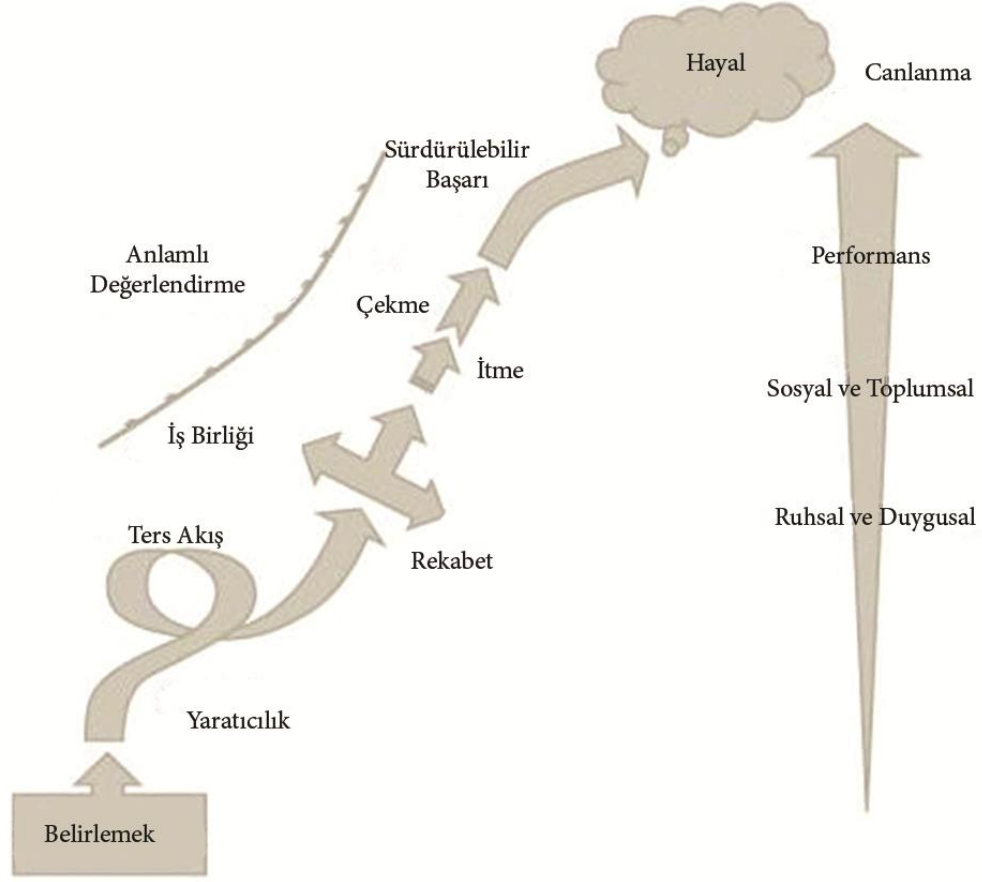 Hayal
Canlanma
Sürdürülebilir
Başarı
Anlamlı
Değerlendirme
Performans
Çekme
İtme
Sosyal ve Toplumsal
İş Birliği
Ruhsal ve Duygusal
Ters Akış
Rekabet
Yaratıcılık
Belirlemek